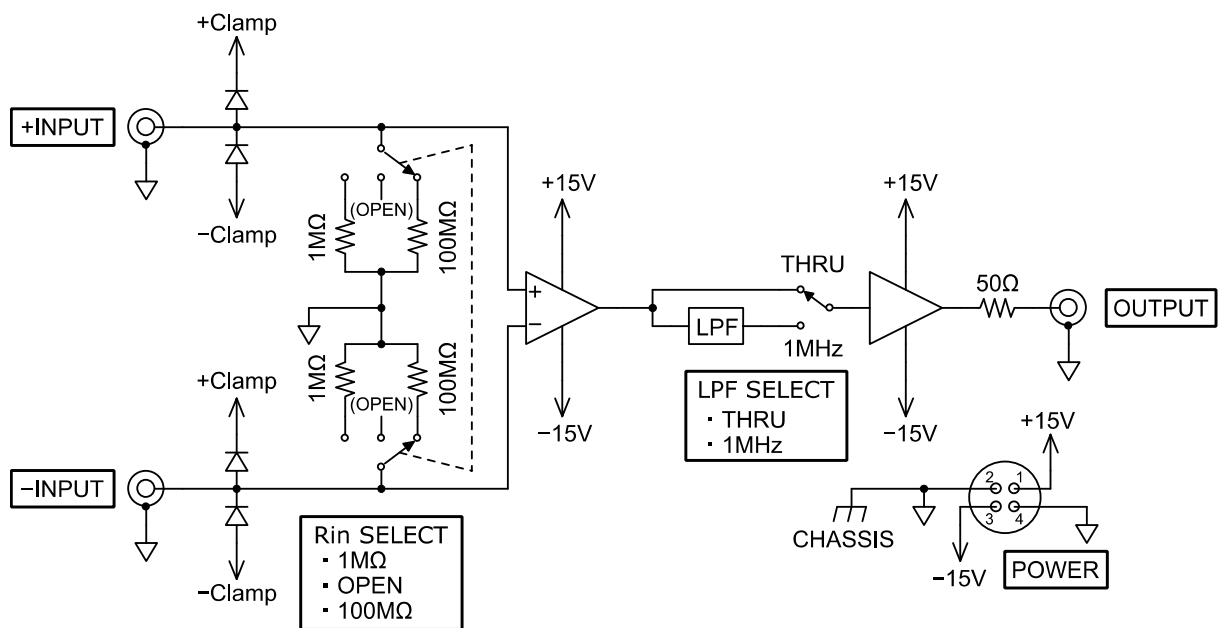 +Clamp
+INPUT
−Clamp
1MΩ
(OPEN)
100MΩ
+
−
+15V
−15V
1MΩ
(OPEN)
100MΩ
+Clamp
−INPUT
−Clamp
Rin SELECT
· 1MΩ
· OPEN
· 100MΩ
THRU
LPF
1MHz
LPF SELECT
· THRU
· 1MHz
+15V
−15V
50Ω
OUTPUT
+15V
2 1
3 4
CHASSIS
−15V
POWER